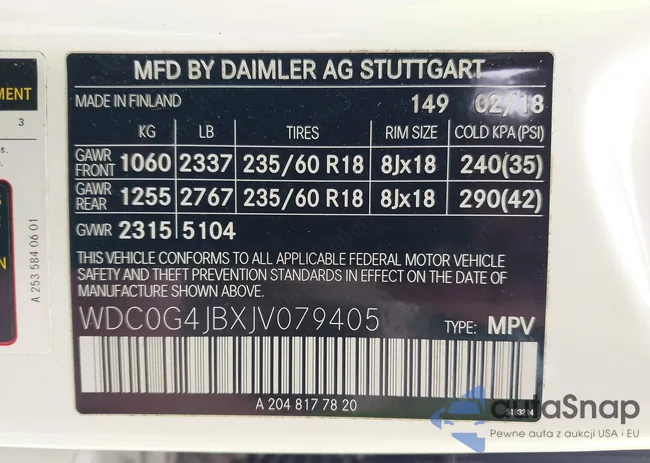 MFD BY DAIMLER AG STUTTGART
MADE IN FINLAND 149 02/18
KG LB TIRES RIM SIZE COLD KPA (PSI)
GAWR FRONT 1060 2337 235/60 R18 8Jx18 240(35)
GAWR REAR 1255 2767 235/60 R18 8Jx18 290(42)
GVWR 2315 5104
THIS VEHICLE CONFORMS TO ALL APPLICABLE FEDERAL MOTOR VEHICLE
SAFETY AND THEFT PREVENTION STANDARDS IN EFFECT ON THE DATE OF
MANUFACTURING SHOWN ABOVE.
WDC0G4JBXJV079405 TYPE: MPV
A 204 817 78 20
MENT
3
A 253 584 06 01
autaSnap
Pewne auta z aukcji USA i EU